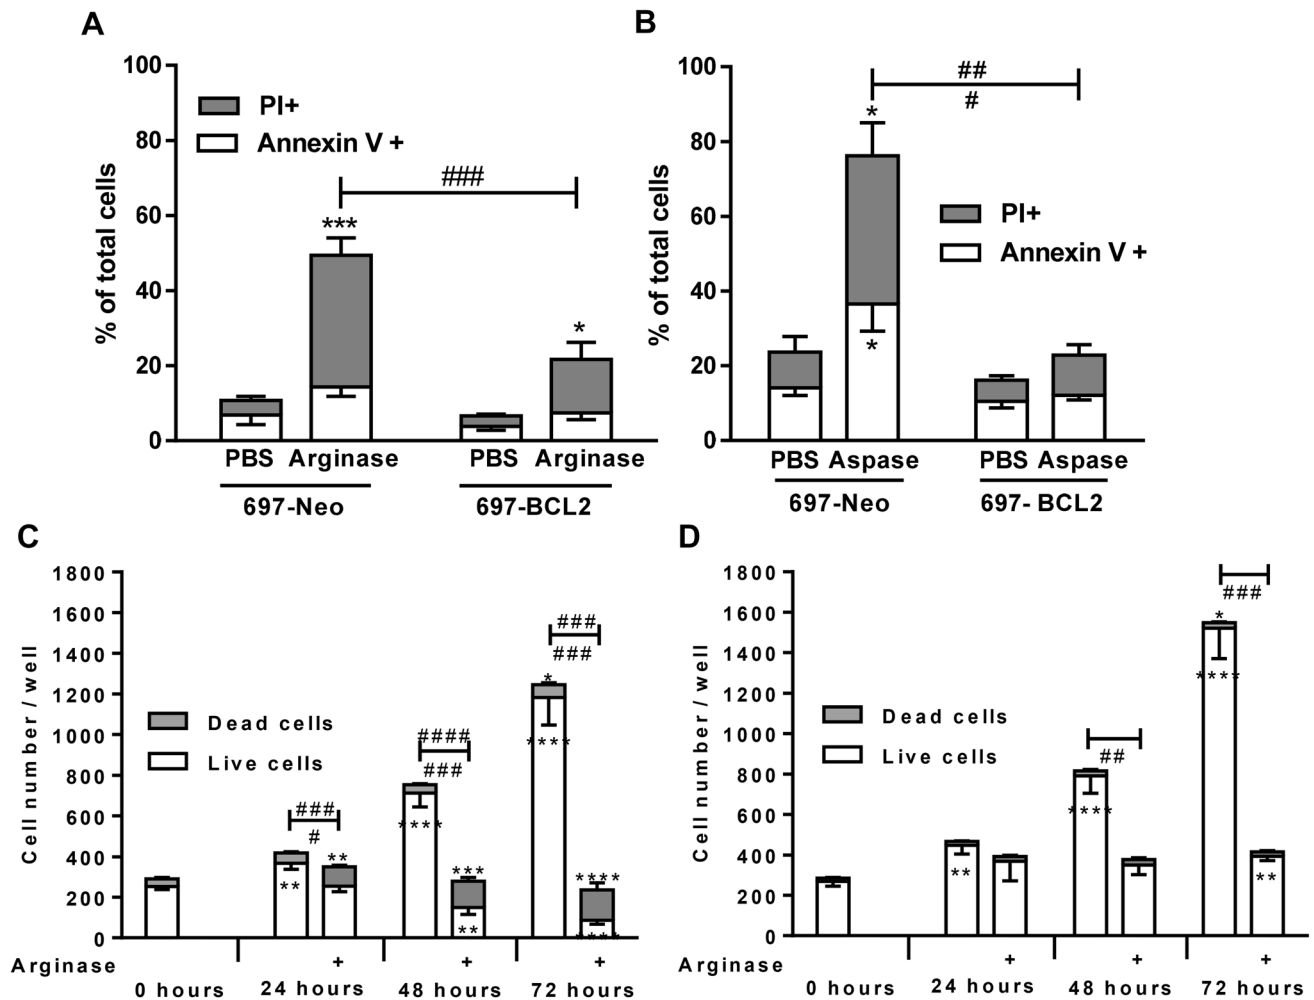 A
100
80
60
40
20
0
% of total cells
PI+
Annexin V +
###
***
*
PBS Arginase PBS Arginase
697-Neo 697-BCL2
B
100
80
60
40
20
0
% of total cells
##
#
*
*
PI+
Annexin V +
PBS Aspase PBS Aspase
697-Neo 697- BCL2
C
1800
1600
1400
1200
1000
800
600
400
200
0
Cell number / well
Dead cells
Live cells
###
#
**
**
####
###
****
***
**
###
###
*
****
****
****
Arginase + + +
0 hours 24 hours 48 hours 72 hours
D
1800
1600
1400
1200
1000
800
600
400
200
0
Cell number / well
Dead cells
Live cells
**
##
****
###
*
****
**
Arginase + + +
0 hours 24 hours 48 hours 72 hours